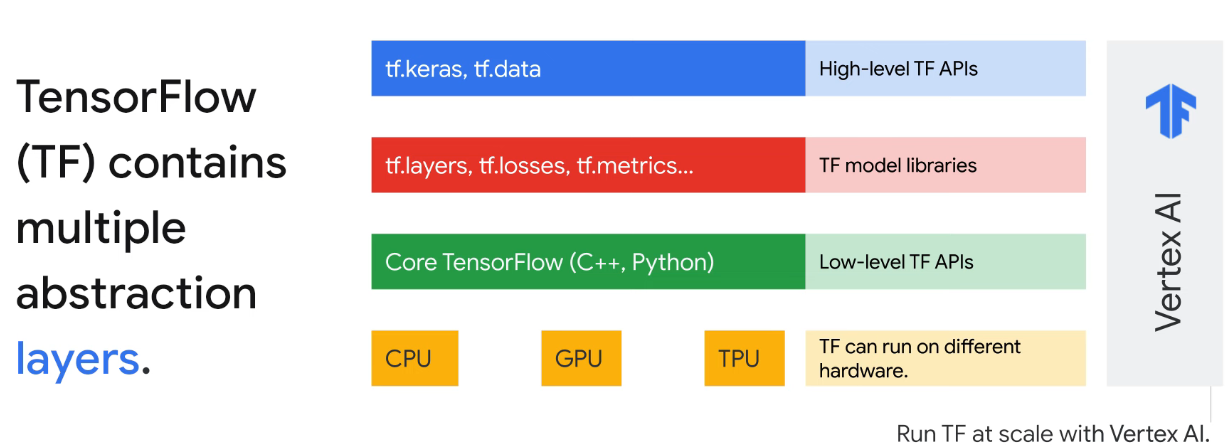 TensorFlow
(TF) contains
multiple
abstraction
layers.
tf.keras, tf.data
High-level TF APIs
tf.layers, tf.losses, tf.metrics...
TF model libraries
Core TensorFlow (C++, Python)
Low-level TF APIs
CPU
GPU
TPU
TF can run on different
hardware.
Vertex AI
Run TF at scale with Vertex AI.